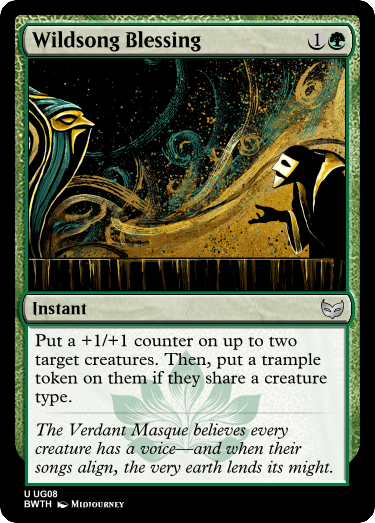 Wildsong Blessing 1
Instant
Put a +1/+1 counter on up to two
target creatures. Then, put a trample
token on them if they share a creature
type.
The Verdant Masque believes every
creature has a voice—and when their
songs align, the very earth lends its might.
U UG08
BWTH Midjourney